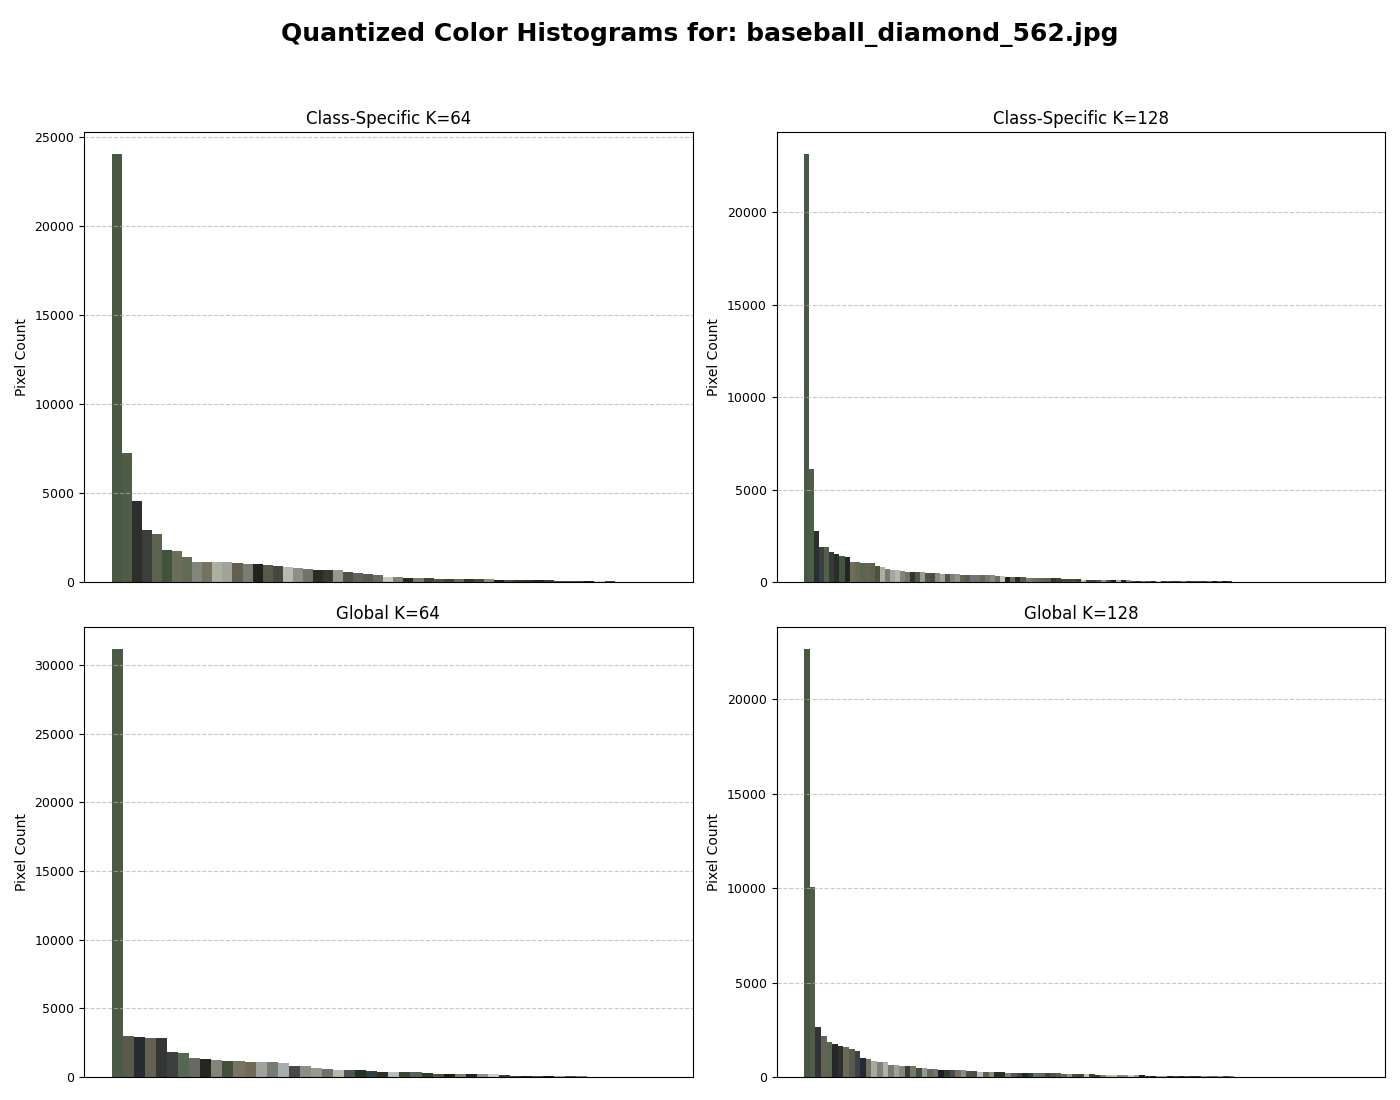 Quantized Color Histograms for: baseball_diamond_562.jpg
Class-Specific K=64
Pixel Count
25000
20000
15000
10000
5000
0
Class-Specific K=128
Pixel Count
20000
15000
10000
5000
0
Global K=64
Pixel Count
30000
25000
20000
15000
10000
5000
0
Global K=128
Pixel Count
20000
15000
10000
5000
0